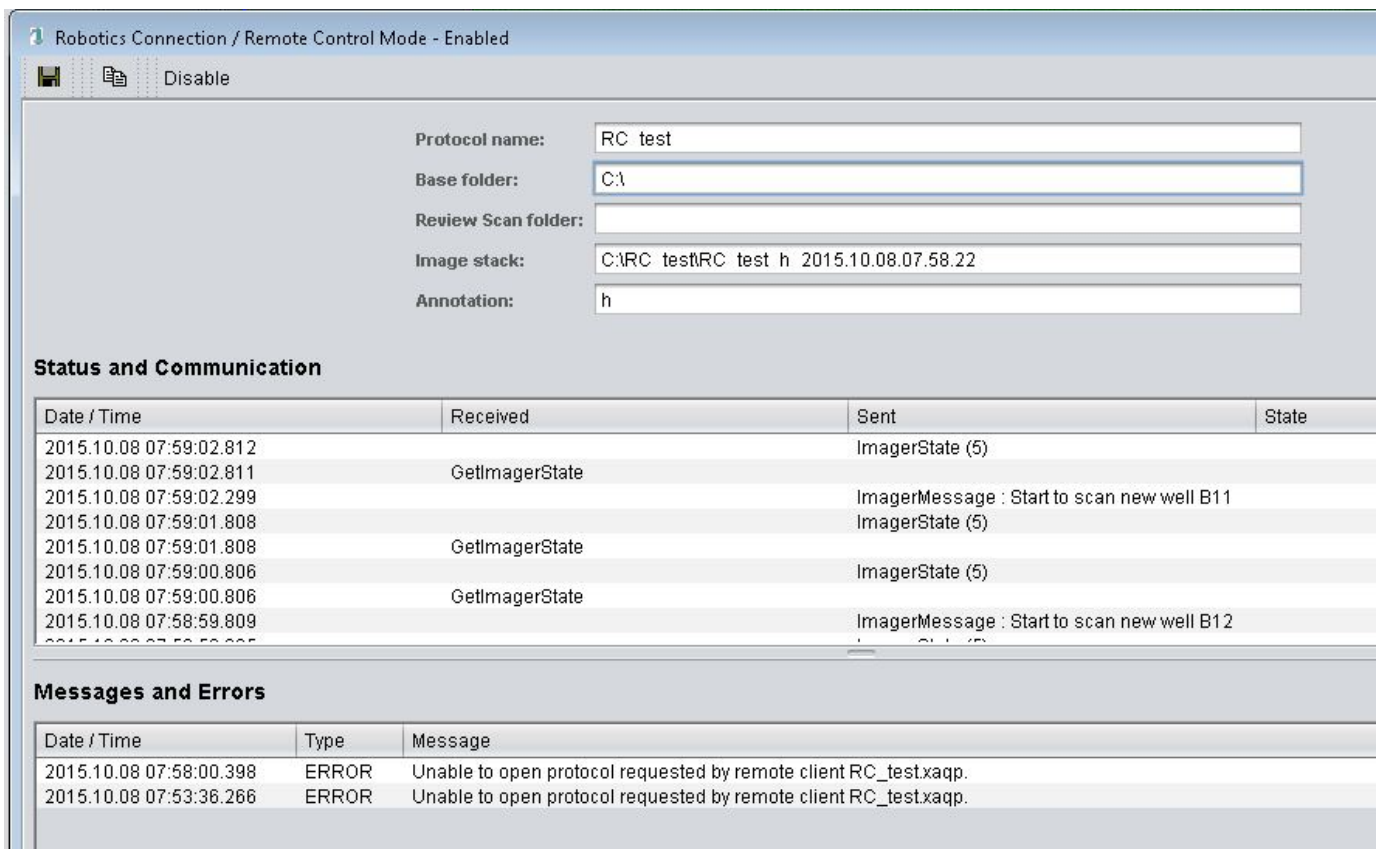 Robotics Connection / Remote Control Mode - Enabled
Disable
Protocol name: RC test
Base folder: C:\
Review Scan folder:
Image stack: C:\RC test\RC test h 2015.10.08.07.58.22
Annotation: h
Status and Communication
Date / Time Received Sent State
2015.10.08 07:59:02.812 ImagerState (5)
2015.10.08 07:59:02.811 GetImagerState
2015.10.08 07:59:02.299 ImagerMessage : Start to scan new well B11
2015.10.08 07:59:01.808 ImagerState (5)
2015.10.08 07:59:01.808 GetImagerState
2015.10.08 07:59:00.806 ImagerState (5)
2015.10.08 07:59:00.806 GetImagerState
2015.10.08 07:58:59.809 ImagerMessage : Start to scan new well B12
Messages and Errors
Date / Time Type Message
2015.10.08 07:58:00.398 ERROR Unable to open protocol requested by remote client RC_test.xaqp.
2015.10.08 07:53:36.266 ERROR Unable to open protocol requested by remote client RC_test.xaqp.